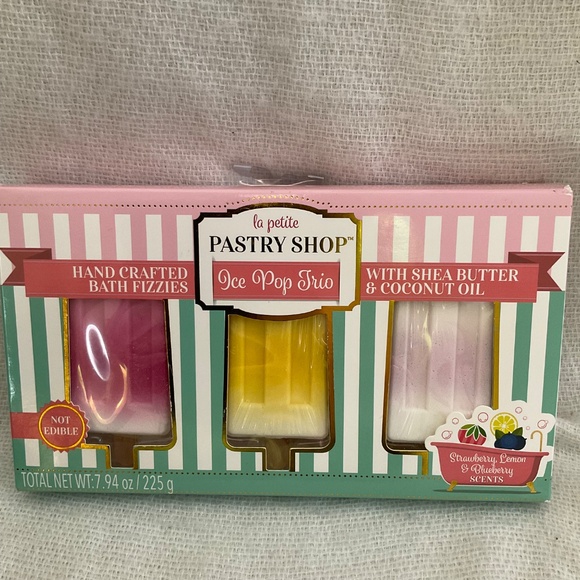 la petite
PASTRY SHOP™
Ice Pop Trio
HAND CRAFTED
BATH FIZZIES
WITH SHEA BUTTER
& COCONUT OIL
NOT
EDIBLE
Strawberry, Lemon
& Blueberry
SCENTS
TOTAL NET WT:7.94 oz / 225 g